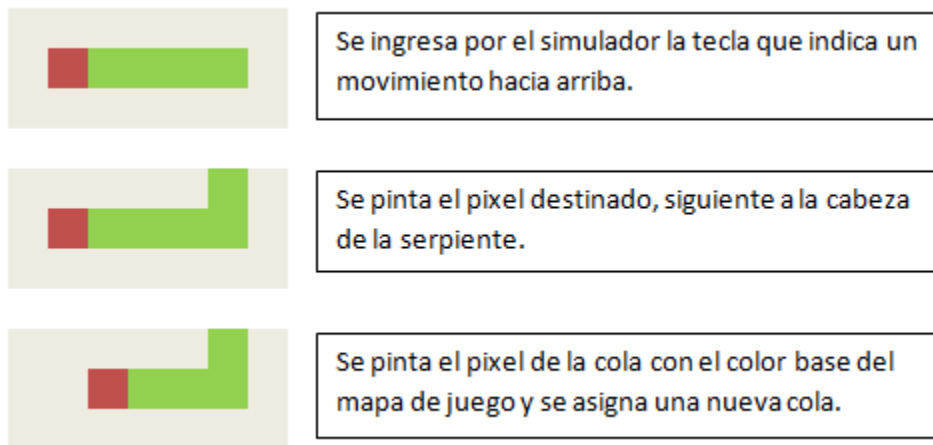 Se ingresa por el simulador la tecla que indica un
movimiento hacia arriba.
Se pinta el pixel destinado, siguiente a la cabeza
de la serpiente.
Se pinta el pixel de la cola con el color base del
mapa de juego y se asigna una nueva cola.